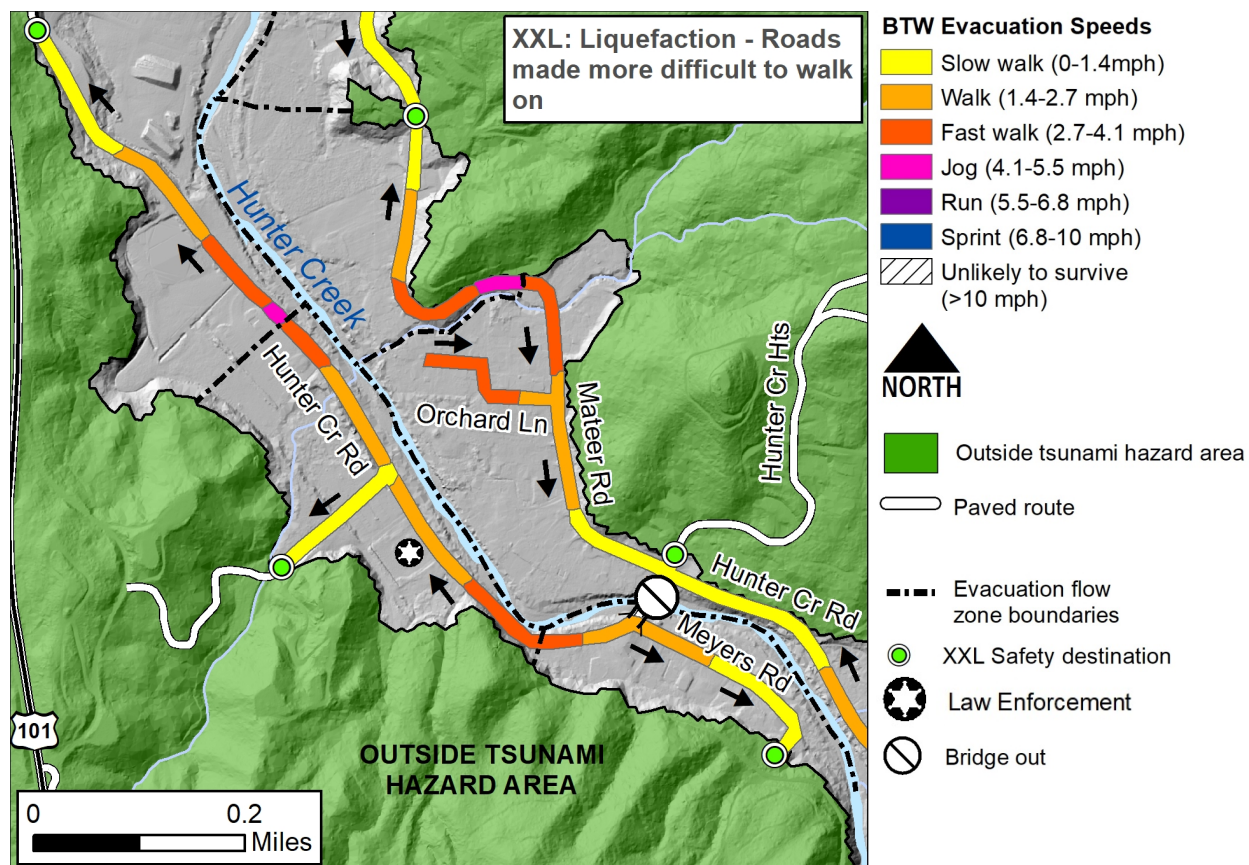 XXL: Liquefaction - Roads
made more difficult to walk
on
Hunter Creek
Hunter Cr Rd
Orchard Ln
Mateer Rd
Hunter Cr Hts
Hunter Cr Rd
Meyers Rd
101
OUTSIDE TSUNAMI
HAZARD AREA
0 0.2
Miles
BTW Evacuation Speeds
Slow walk (0-1.4mph)
Walk (1.4-2.7 mph)
Fast walk (2.7-4.1 mph)
Jog (4.1-5.5 mph)
Run (5.5-6.8 mph)
Sprint (6.8-10 mph)
Unlikely to survive
(>10 mph)
NORTH
Outside tsunami hazard area
Paved route
Evacuation flow
zone boundaries
XXL Safety destination
Law Enforcement
Bridge out